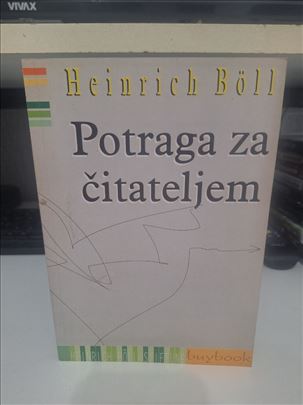 VIVAX
Heinrich Böll
Potraga za
čitateljem
buybook